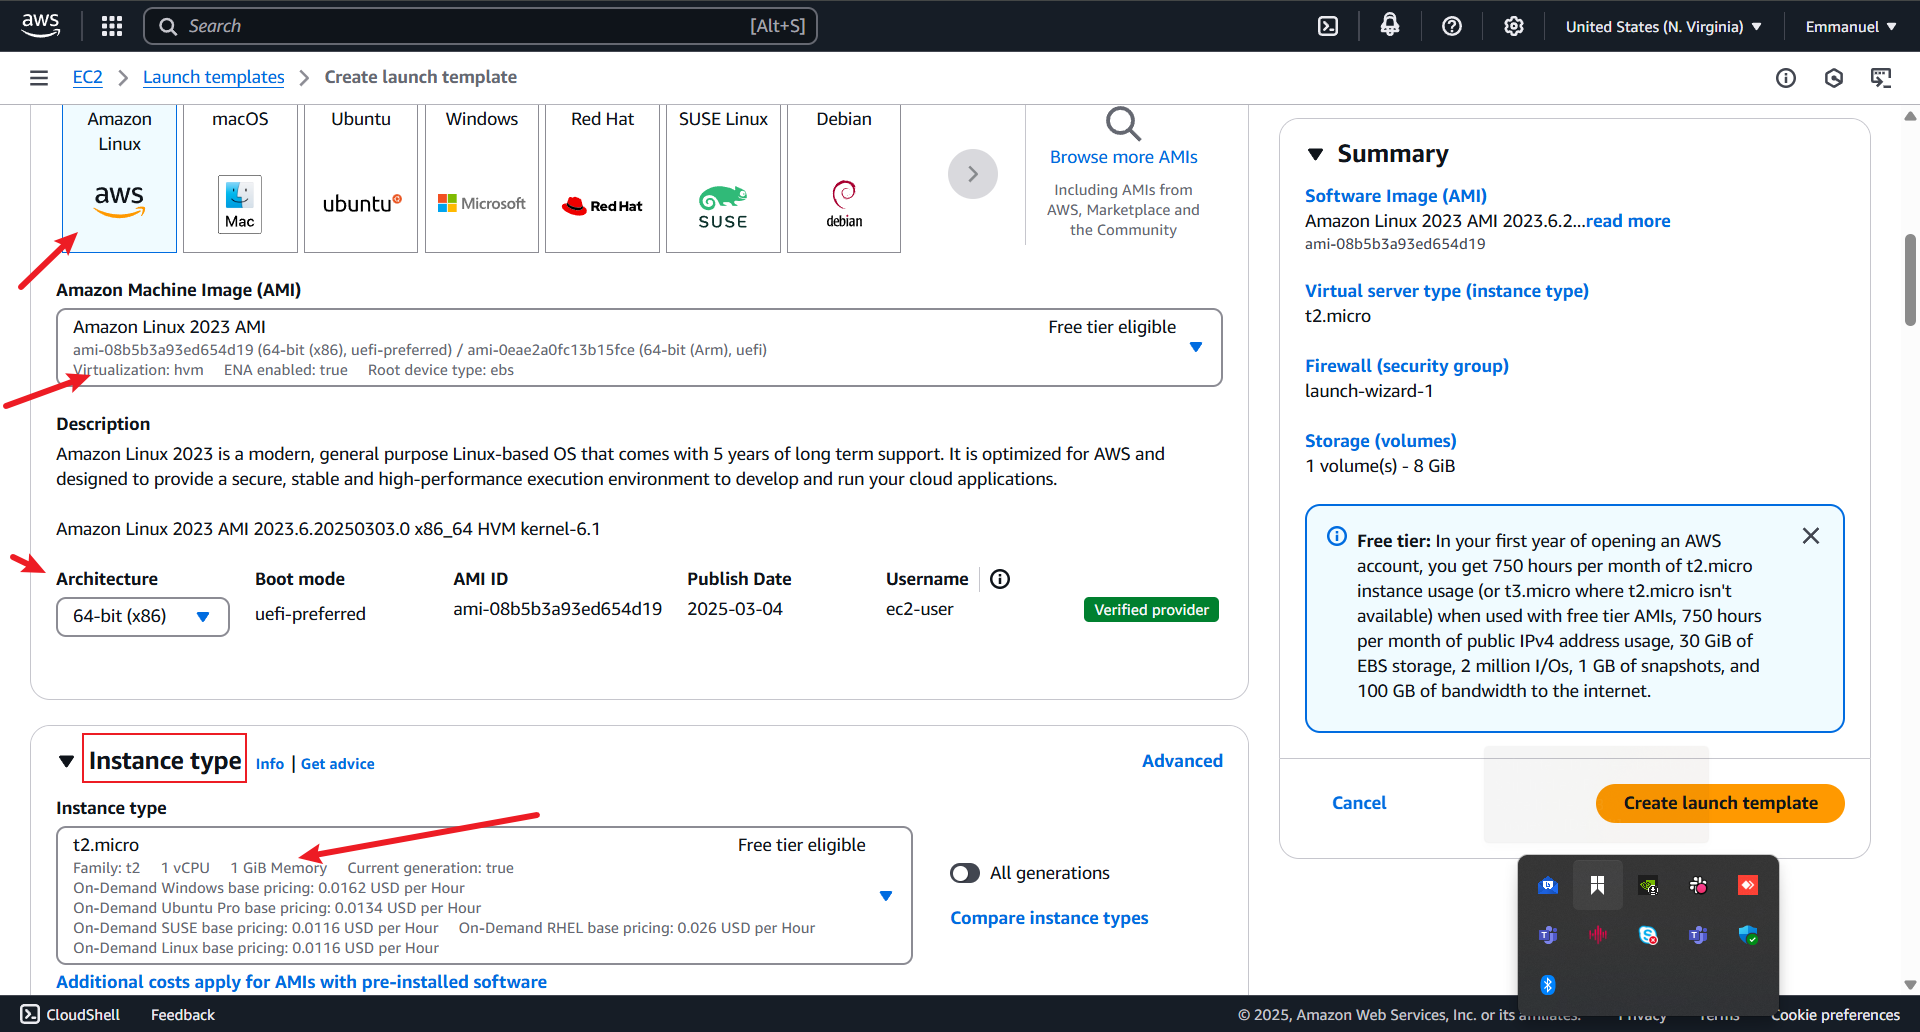 aws
Search
[Alt+S]
United States (N. Virginia)
Emmanuel
EC2
Launch templates
Create launch template
Amazon
Linux
macOS
Ubuntu
Windows
Red Hat
SUSE Linux
Debian
aws
Mac
ubuntu
Microsoft
Red Hat
SUSE
debian
Browse more AMIs
Including AMIs from
AWS, Marketplace and
the Community
Amazon Machine Image (AMI)
Amazon Linux 2023 AMI
Free tier eligible
ami-08b5b3a93ed654d19 (64-bit (x86), uefi-preferred) / ami-0eae2a0fc13b15fce (64-bit (Arm), uefi)
Virtualization: hvm ENA enabled: true Root device type: ebs
Description
Amazon Linux 2023 is a modern, general purpose Linux-based OS that comes with 5 years of long term support. It is optimized for AWS and
designed to provide a secure, stable and high-performance execution environment to develop and run your cloud applications.
Amazon Linux 2023 AMI 2023.6.20250303.0 x86_64 HVM kernel-6.1
Architecture
Boot mode
AMI ID
Publish Date
Username
64-bit (x86)
uefi-preferred
ami-08b5b3a93ed654d19
2025-03-04
ec2-user
Verified provider
Instance type
Info | Get advice
Advanced
Instance type
t2.micro
Free tier eligible
Family: t2 1 vCPU 1 GiB Memory Current generation: true
On-Demand Windows base pricing: 0.0162 USD per Hour
On-Demand Ubuntu Pro base pricing: 0.0134 USD per Hour
On-Demand SUSE base pricing: 0.0116 USD per Hour On-Demand RHEL base pricing: 0.026 USD per Hour
On-Demand Linux base pricing: 0.0116 USD per Hour
All generations
Compare instance types
Additional costs apply for AMIs with pre-installed software
Summary
Software Image (AMI)
Amazon Linux 2023 AMI 2023.6.2...read more
ami-08b5b3a93ed654d19
Virtual server type (instance type)
t2.micro
Firewall (security group)
launch-wizard-1
Storage (volumes)
1 volume(s) - 8 GiB
Free tier: In your first year of opening an AWS
account, you get 750 hours per month of t2.micro
instance usage (or t3.micro where t2.micro isn't
available) when used with free tier AMIs, 750 hours
per month of public IPv4 address usage, 30 GiB of
EBS storage, 2 million I/Os, 1 GB of snapshots, and
100 GB of bandwidth to the internet.
Cancel
Create launch template
CloudShell
Feedback
© 2025, Amazon Web Services, Inc. or its affiliates.
Privacy
Terms
Cookie preferences